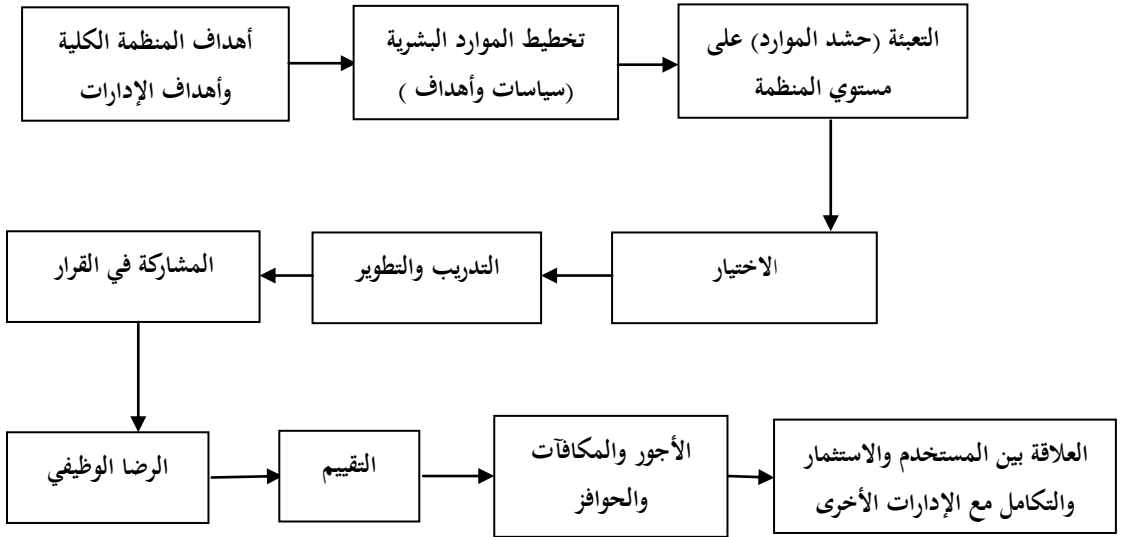 أهداف المنظمة الكلية
وأهداف الإدارات
تخطيط الموارد البشرية
(سياسات وأهداف )
التعبئة (حشد الموارد) على
مستوي المنظمة
الاختيار
التدريب والتطوير
المشاركة في القرار
الرضا الوظيفي
التقييم
الأجور والمكافآت
والحوافز
العلاقة بين المستخدم والاستثمار
والتكامل مع الإدارات الأخرى